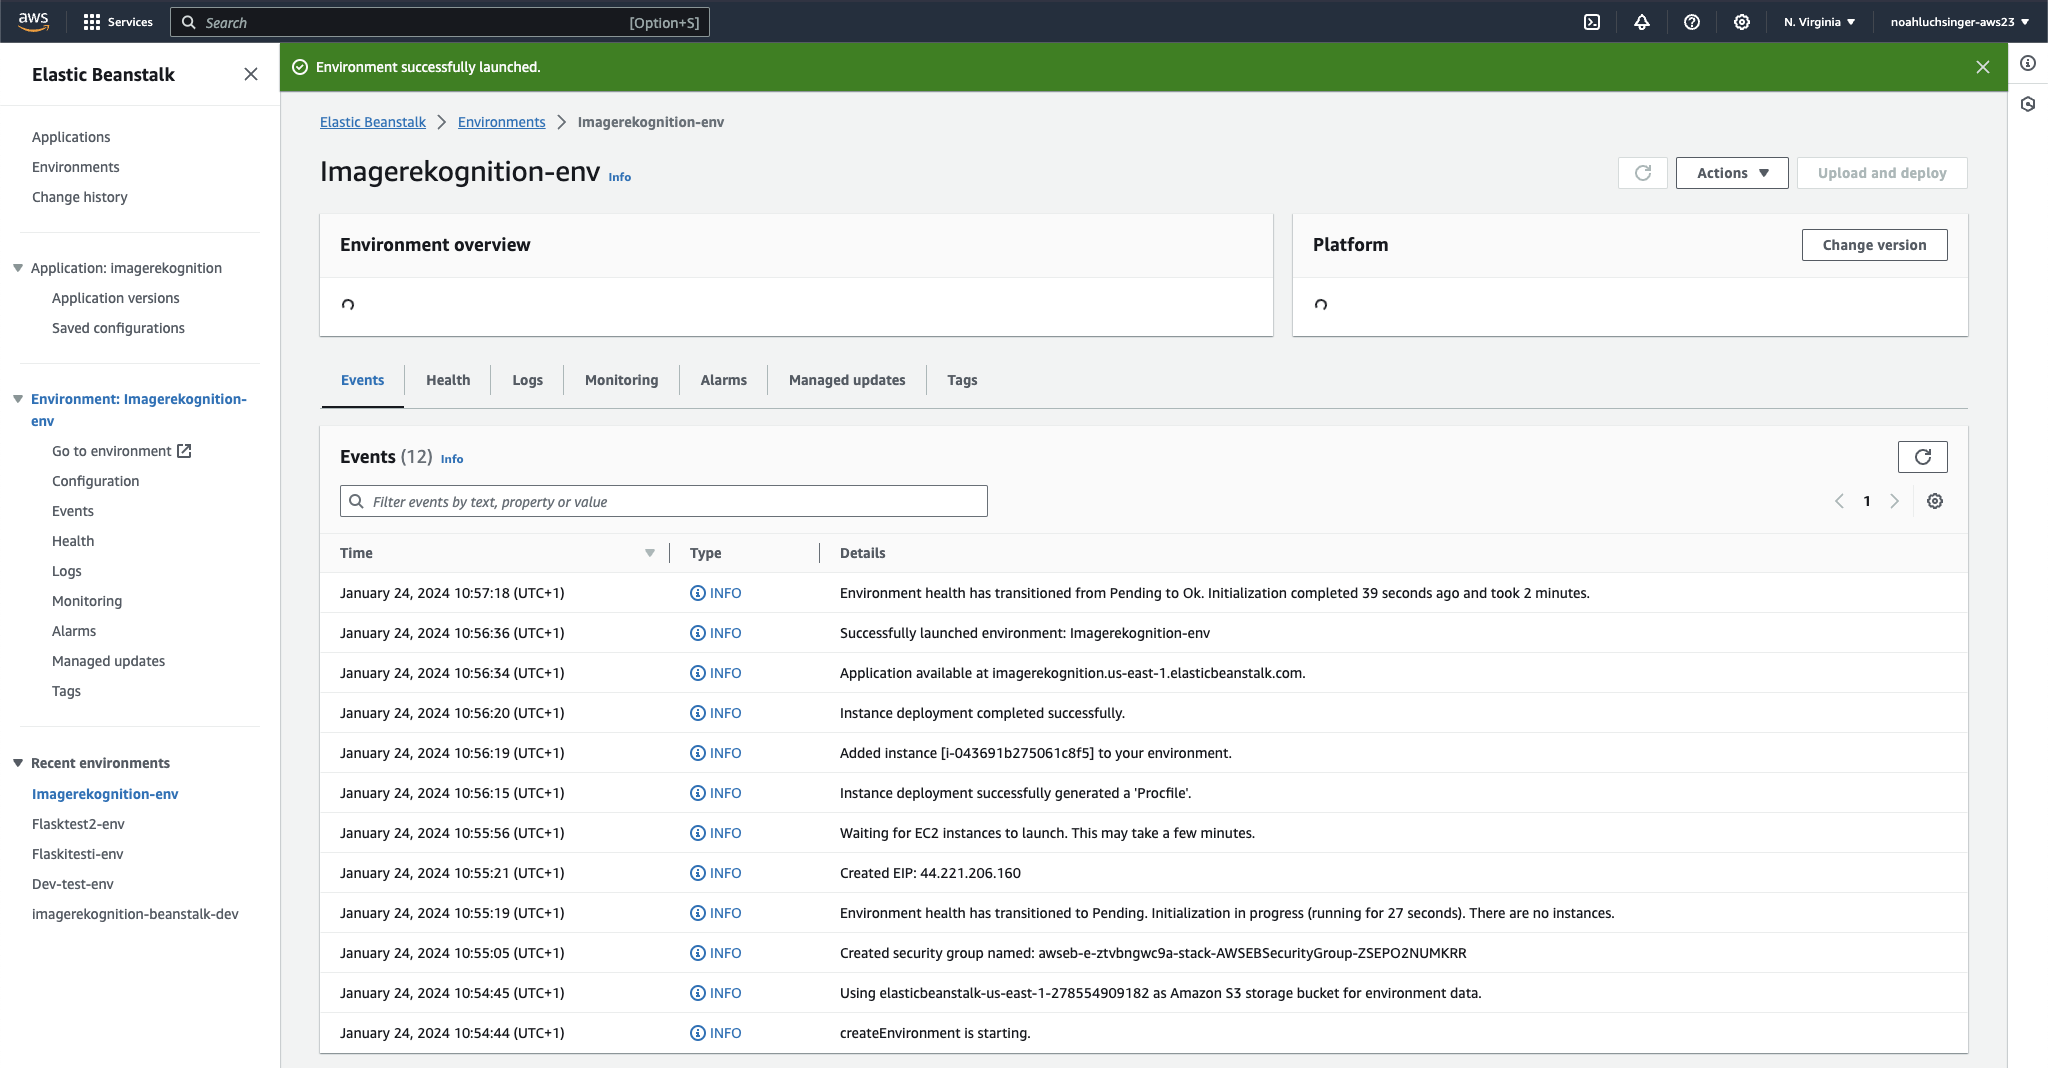 aws
Services
Search
[Option+S]
N. Virginia
noahluchsinger-aws23
Elastic Beanstalk
Applications
Environments
Change history
Application: imagerekognition
Application versions
Saved configurations
Environment: Imagerekognition-
env
Go to environment
Configuration
Events
Health
Logs
Monitoring
Alarms
Managed updates
Tags
Recent environments
Imagerekognition-env
Flasktest2-env
Flaskitesti-env
Dev-test-env
imagerekognition-beanstalk-dev
Environment successfully launched.
Elastic Beanstalk > Environments > Imagerekognition-env
Imagerekognition-env Info
Actions
Upload and deploy
Environment overview
Platform
Change version
Events
Health
Logs
Monitoring
Alarms
Managed updates
Tags
Events (12) Info
Filter events by text, property or value
1
Time Type Details
January 24, 2024 10:57:18 (UTC+1) INFO Environment health has transitioned from Pending to Ok. Initialization completed 39 seconds ago and took 2 minutes.
January 24, 2024 10:56:36 (UTC+1) INFO Successfully launched environment: Imagerekognition-env
January 24, 2024 10:56:34 (UTC+1) INFO Application available at imagerekognition.us-east-1.elasticbeanstalk.com.
January 24, 2024 10:56:20 (UTC+1) INFO Instance deployment completed successfully.
January 24, 2024 10:56:19 (UTC+1) INFO Added instance [i-043691b275061c8f5] to your environment.
January 24, 2024 10:56:15 (UTC+1) INFO Instance deployment successfully generated a 'Procfile'.
January 24, 2024 10:55:56 (UTC+1) INFO Waiting for EC2 instances to launch. This may take a few minutes.
January 24, 2024 10:55:21 (UTC+1) INFO Created EIP: 44.221.206.160
January 24, 2024 10:55:19 (UTC+1) INFO Environment health has transitioned to Pending. Initialization in progress (running for 27 seconds). There are no instances.
January 24, 2024 10:55:05 (UTC+1) INFO Created security group named: awseb-e-ztvbngwc9a-stack-AWSEBSecurityGroup-ZSEPO2NUMKRR
January 24, 2024 10:54:45 (UTC+1) INFO Using elasticbeanstalk-us-east-1-278554909182 as Amazon S3 storage bucket for environment data.
January 24, 2024 10:54:44 (UTC+1) INFO createEnvironment is starting.